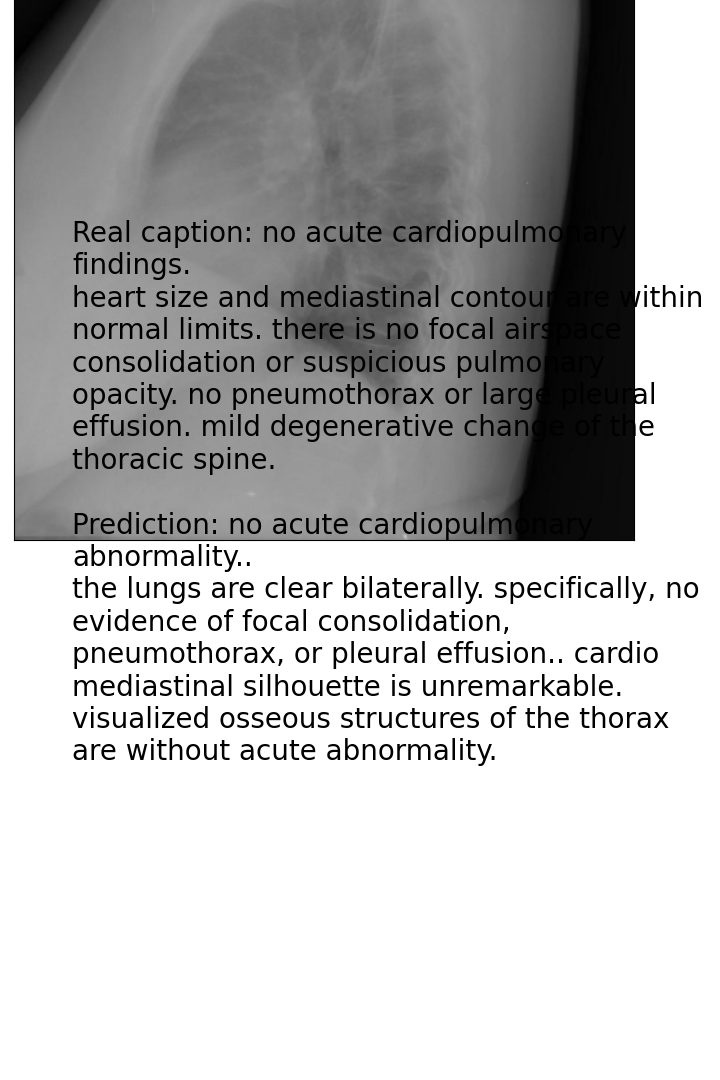 Real caption: no acute cardiopulmonary
findings.
heart size and mediastinal contour are within
normal limits. there is no focal airspace
consolidation or suspicious pulmonary
opacity. no pneumothorax or large pleural
effusion. mild degenerative change of the
thoracic spine.
Prediction: no acute cardiopulmonary
abnormality..
the lungs are clear bilaterally. specifically, no
evidence of focal consolidation,
pneumothorax, or pleural effusion.. cardio
mediastinal silhouette is unremarkable.
visualized osseous structures of the thorax
are without acute abnormality.